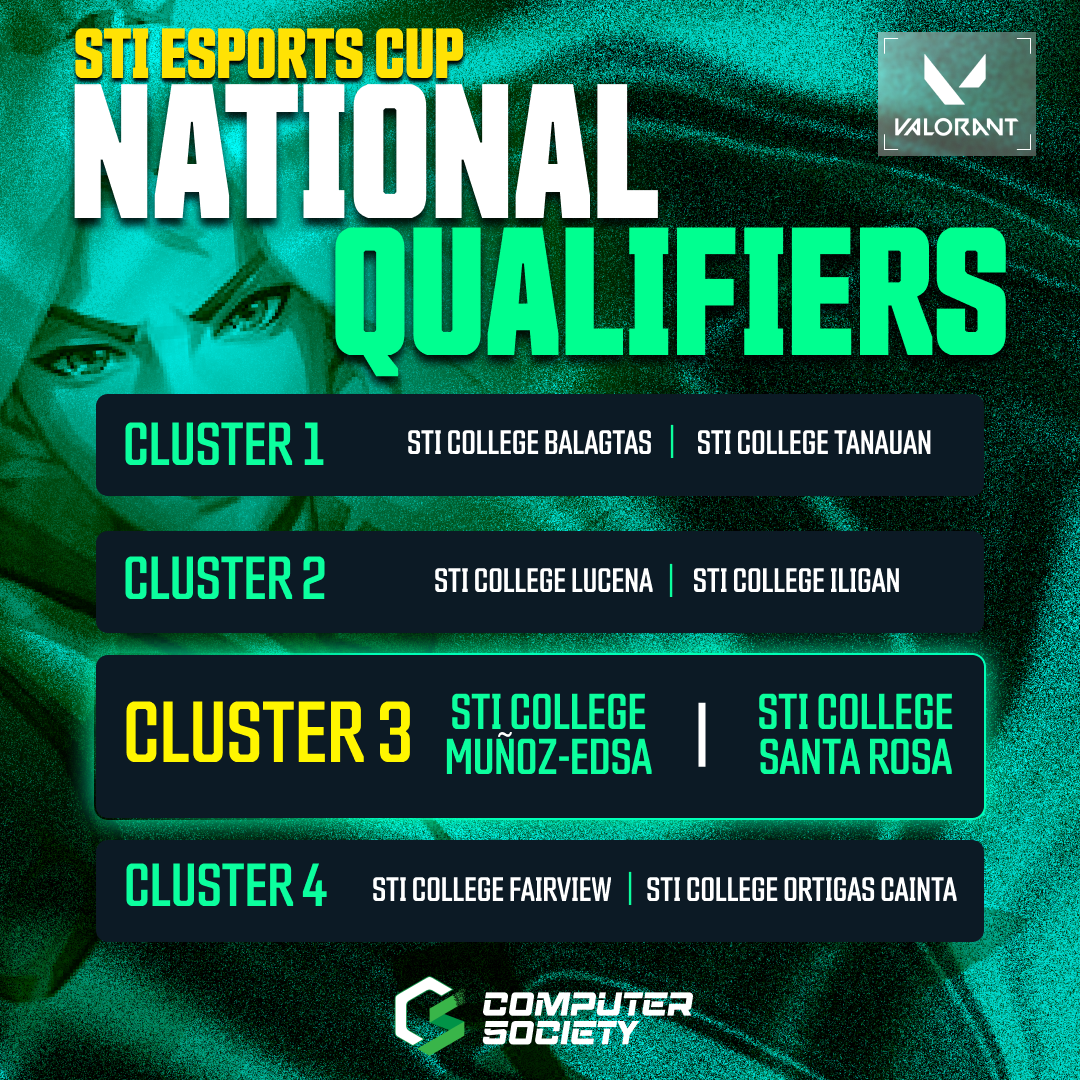 STI ESPORTS CUP
NATIONAL
QUALIFIERS
VALORANT
CLUSTER 1
STI COLLEGE BALAGTAS | STI COLLEGE TANAUAN
CLUSTER 2
STI COLLEGE LUCENA | STI COLLEGE ILIGAN
CLUSTER 3
STI COLLEGE
MUÑOZ-EDSA
|
STI COLLEGE
SANTA ROSA
CLUSTER 4
STI COLLEGE FAIRVIEW | STI COLLEGE ORTIGAS CAINTA
COMPUTER
SOCIETY